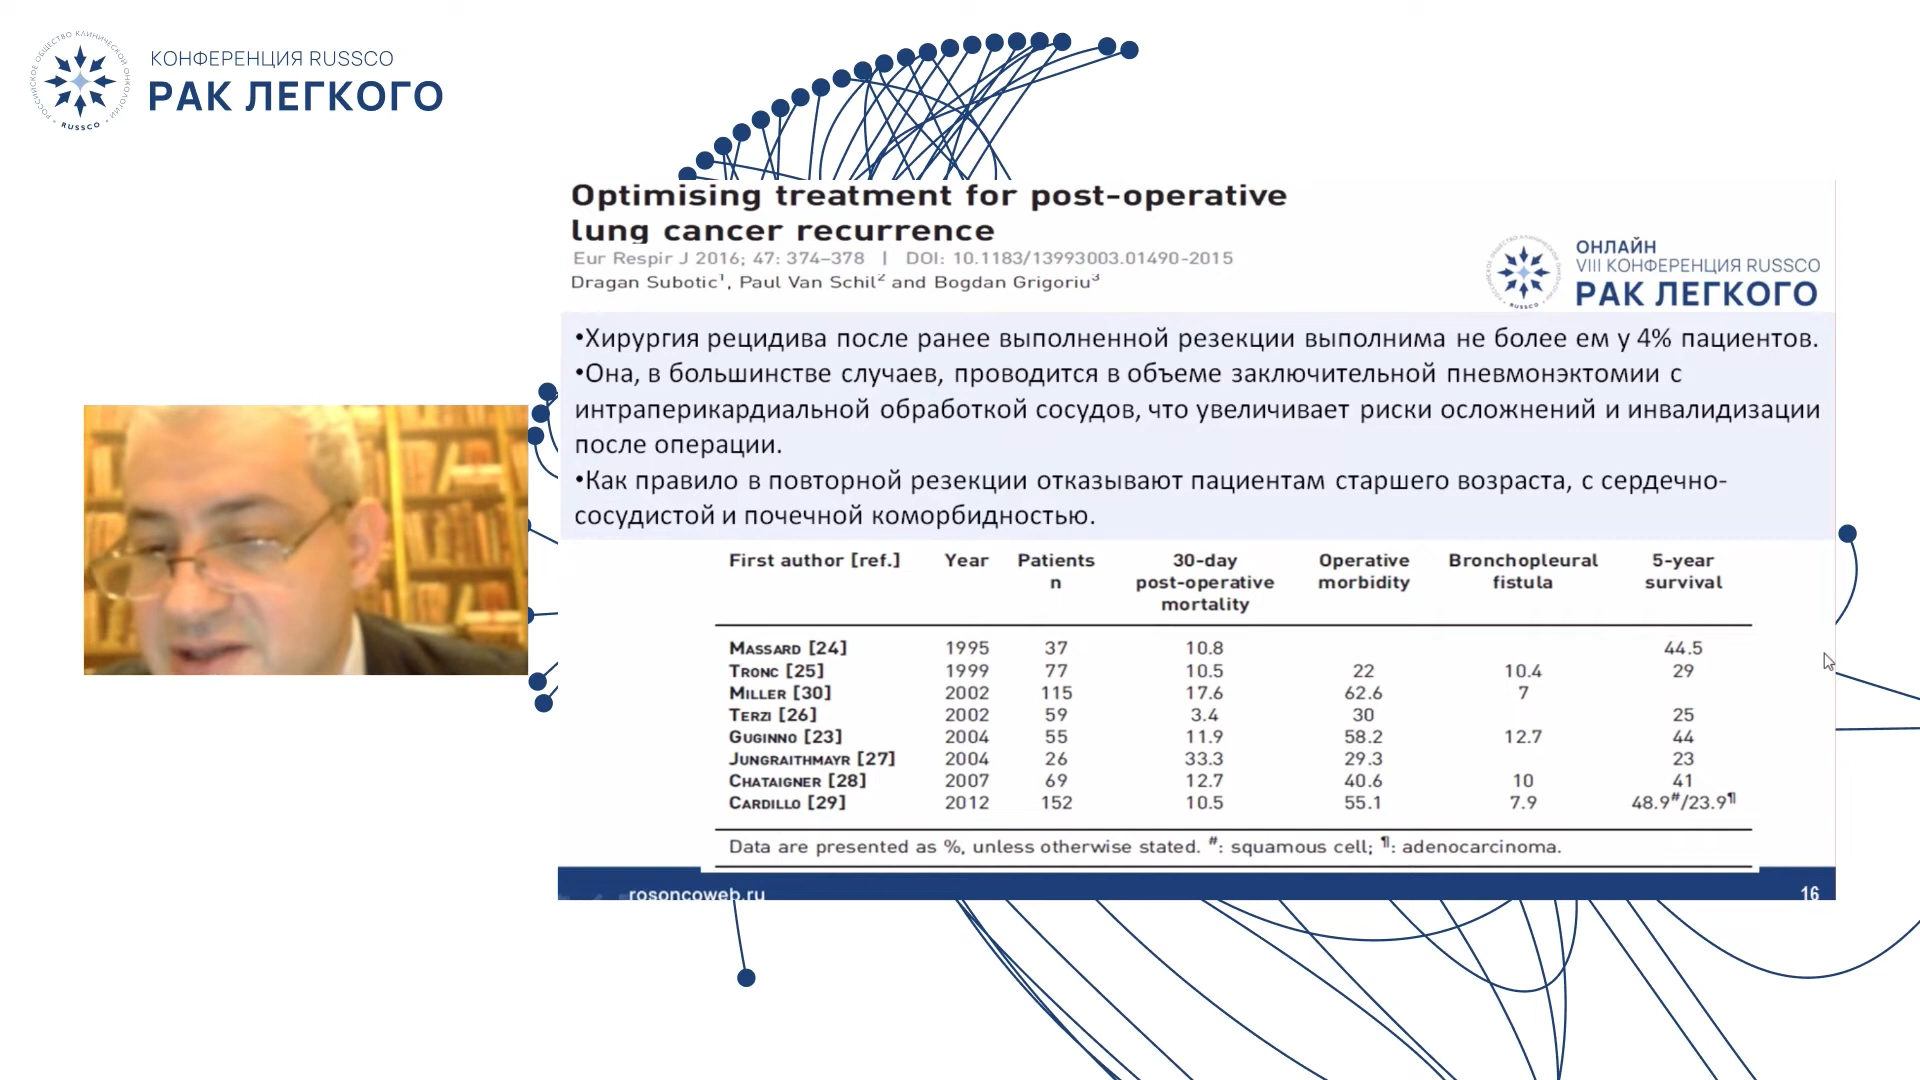 РОССИЙСКОЕ ОБЩЕСТВО КЛИНИЧЕСКОЙ ОНКОЛОГИИ
• RUSSCO •
КОНФЕРЕНЦИЯ RUSSCO
РАК ЛЕГКОГО
Optimising treatment for post-operative
lung cancer recurrence
Eur Respir J 2016; 47: 374–378 | DOI: 10.1183/13993003.01490-2015
Dragan Subotic¹, Paul Van Schil² and Bogdan Grigoriu³
ОНЛАЙН
VIII КОНФЕРЕНЦИЯ RUSSCO
РАК ЛЕГКОГО
•Хирургия рецидива после ранее выполненной резекции выполнима не более ем у 4% пациентов.
•Она, в большинстве случаев, проводится в объеме заключительной пневмонэктомии с
интраперикардиальной обработкой сосудов, что увеличивает риски осложнений и инвалидизации
после операции.
•Как правило в повторной резекции отказывают пациентам старшего возраста, с сердечно-
сосудистой и почечной коморбидностью.
First author [ref.] Year Patients n 30-day post-operative mortality Operative morbidity Bronchopleural fistula 5-year survival
MASSARD [24] 1995 37 10.8 44.5
TRONC [25] 1999 77 10.5 22 10.4 29
MILLER [30] 2002 115 17.6 62.6 7
TERZI [26] 2002 59 3.4 30 25
GUGINNO [23] 2004 55 11.9 58.2 12.7 44
JUNGRAITHMAYR [27] 2004 26 33.3 29.3 23
CHATAIGNER [28] 2007 69 12.7 40.6 10 41
CARDILLO [29] 2012 152 10.5 55.1 7.9 48.9#/23.9¶
Data are presented as %, unless otherwise stated. #: squamous cell; ¶: adenocarcinoma.
rosoncoweb.ru
16